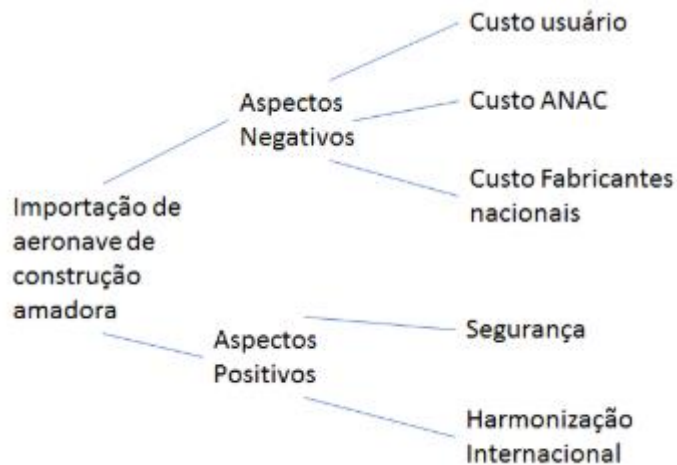 Importação de
aeronave de
construção
amadora
Aspectos
Negativos
Custo usuário
Custo ANAC
Custo Fabricantes
nacionais
Aspectos
Positivos
Segurança
Harmonização
Internacional